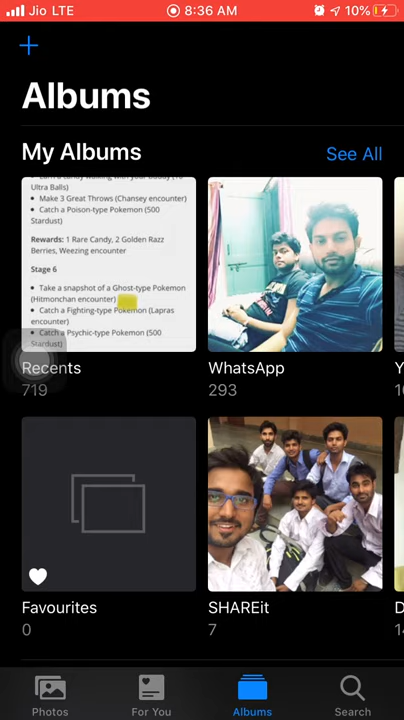 Jio LTE
8:36 AM
10%
Albums
My Albums
See All
Ultra Balls)
Make 3 Great Throws (Chansey encounter)
Catch a Poison-type Pokemon (500
Stardust)
Rewards: 1 Rare Candy, 2 Golden Razz
Berries, Weezing encounter
Stage 6
Take a snapshot of a Ghost-type Pokemon
(Hitmonchan encounter)
Catch a Fighting-type Pokemon (Lapras
encounter)
Catch a Psychic-type Pokemon (500
Stardust)
Recents
719
WhatsApp
293
Favourites
0
SHAREit
7
Photos
For You
Albums
Search